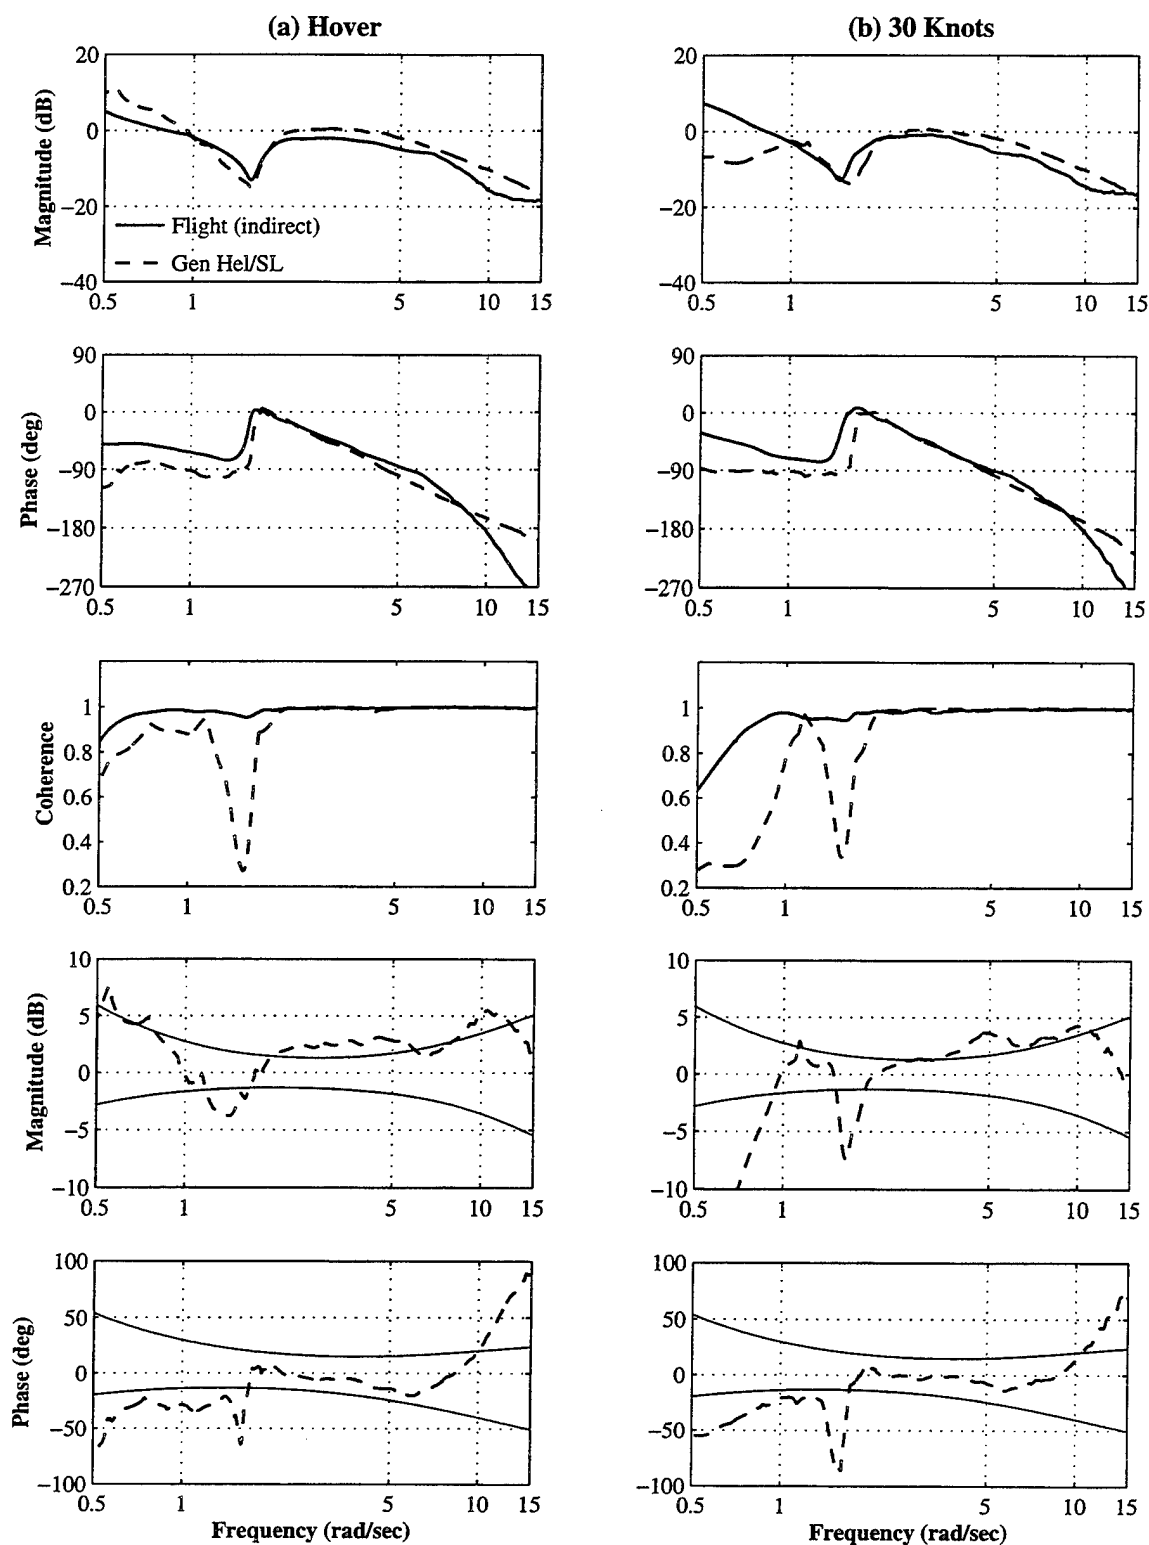 (a) Hover
(b) 30 Knots
Magnitude (dB)
20
0
−20
−40
Flight (indirect)
Gen Hel/SL
0.5 1 5 10 15
20
0
−20
−40
0.5 1 5 10 15
Phase (deg)
90
0
−90
−180
−270
0.5 1 5 10 15
90
0
−90
−180
−270
0.5 1 5 10 15
Coherence
1
0.8
0.6
0.4
0.2
0.5 1 5 10 15
1
0.8
0.6
0.4
0.2
0.5 1 5 10 15
Magnitude (dB)
10
5
0
−5
−10
0.5 1 5 10 15
10
5
0
−5
−10
0.5 1 5 10 15
Phase (deg)
100
50
0
−50
−100
0.5 1 5 10 15
Frequency (rad/sec)
100
50
0
−50
−100
0.5 1 5 10 15
Frequency (rad/sec)